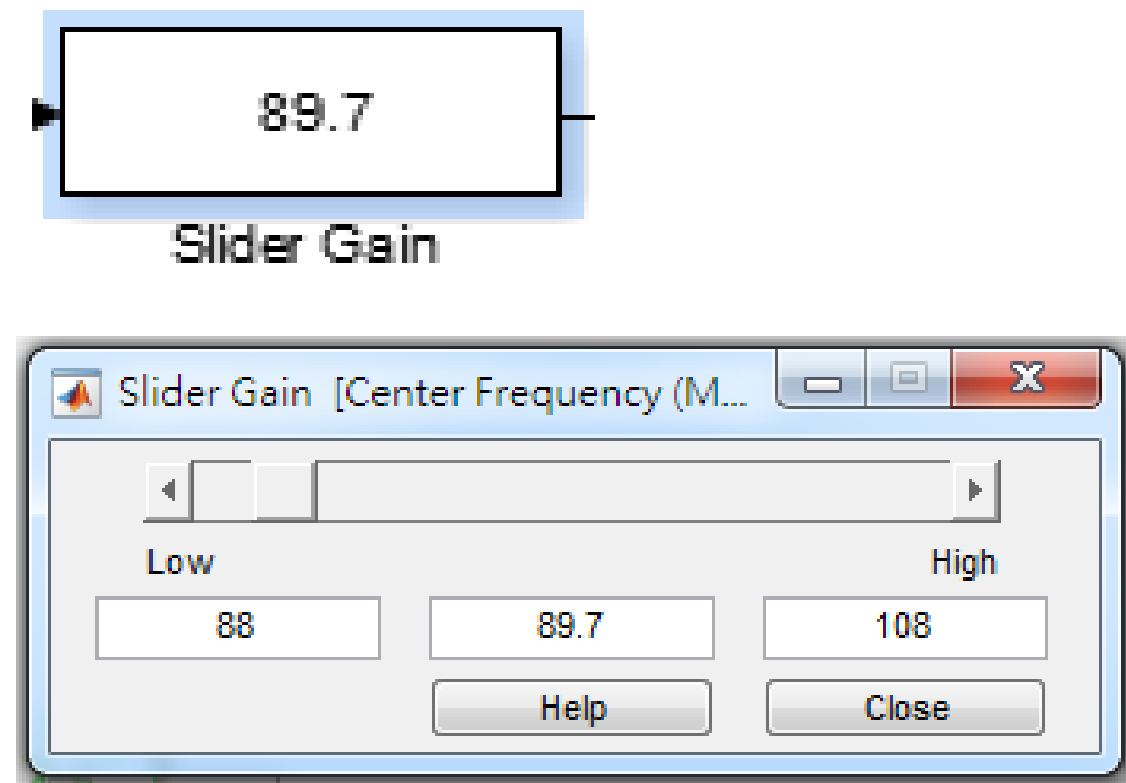 89.7
Slider Gain
Slider Gain [Center Frequency (M...
Low High
88 89.7 108
Help Close